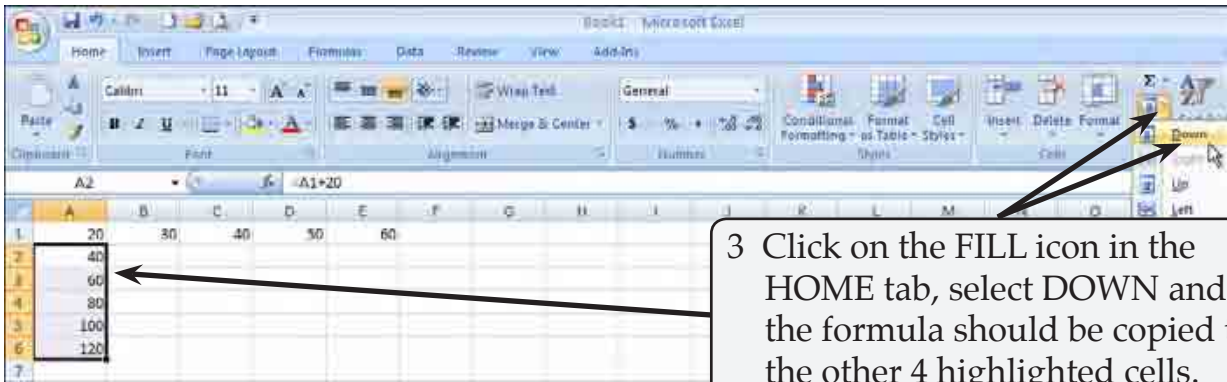 Book1 Microsoft Excel
Home Insert Page Layout Formulas Data Review View Add-Ins
Calibri 11 A A Wrap Text General Σ
Paste B I U A Merge & Center $ % Conditional Formatting Format as Table Cell Styles Insert Delete Format Down
Clipboard Font Alignment Number Styles Cells
Up
A2 fx =A1+20 Left
A B C D E F G H I J K L M N O
1 20 30 40 50 60
2 40
3 60
4 80
5 100
6 120
7
3 Click on the FILL icon in the
HOME tab, select DOWN and
the formula should be copied
the other 4 highlighted cells.